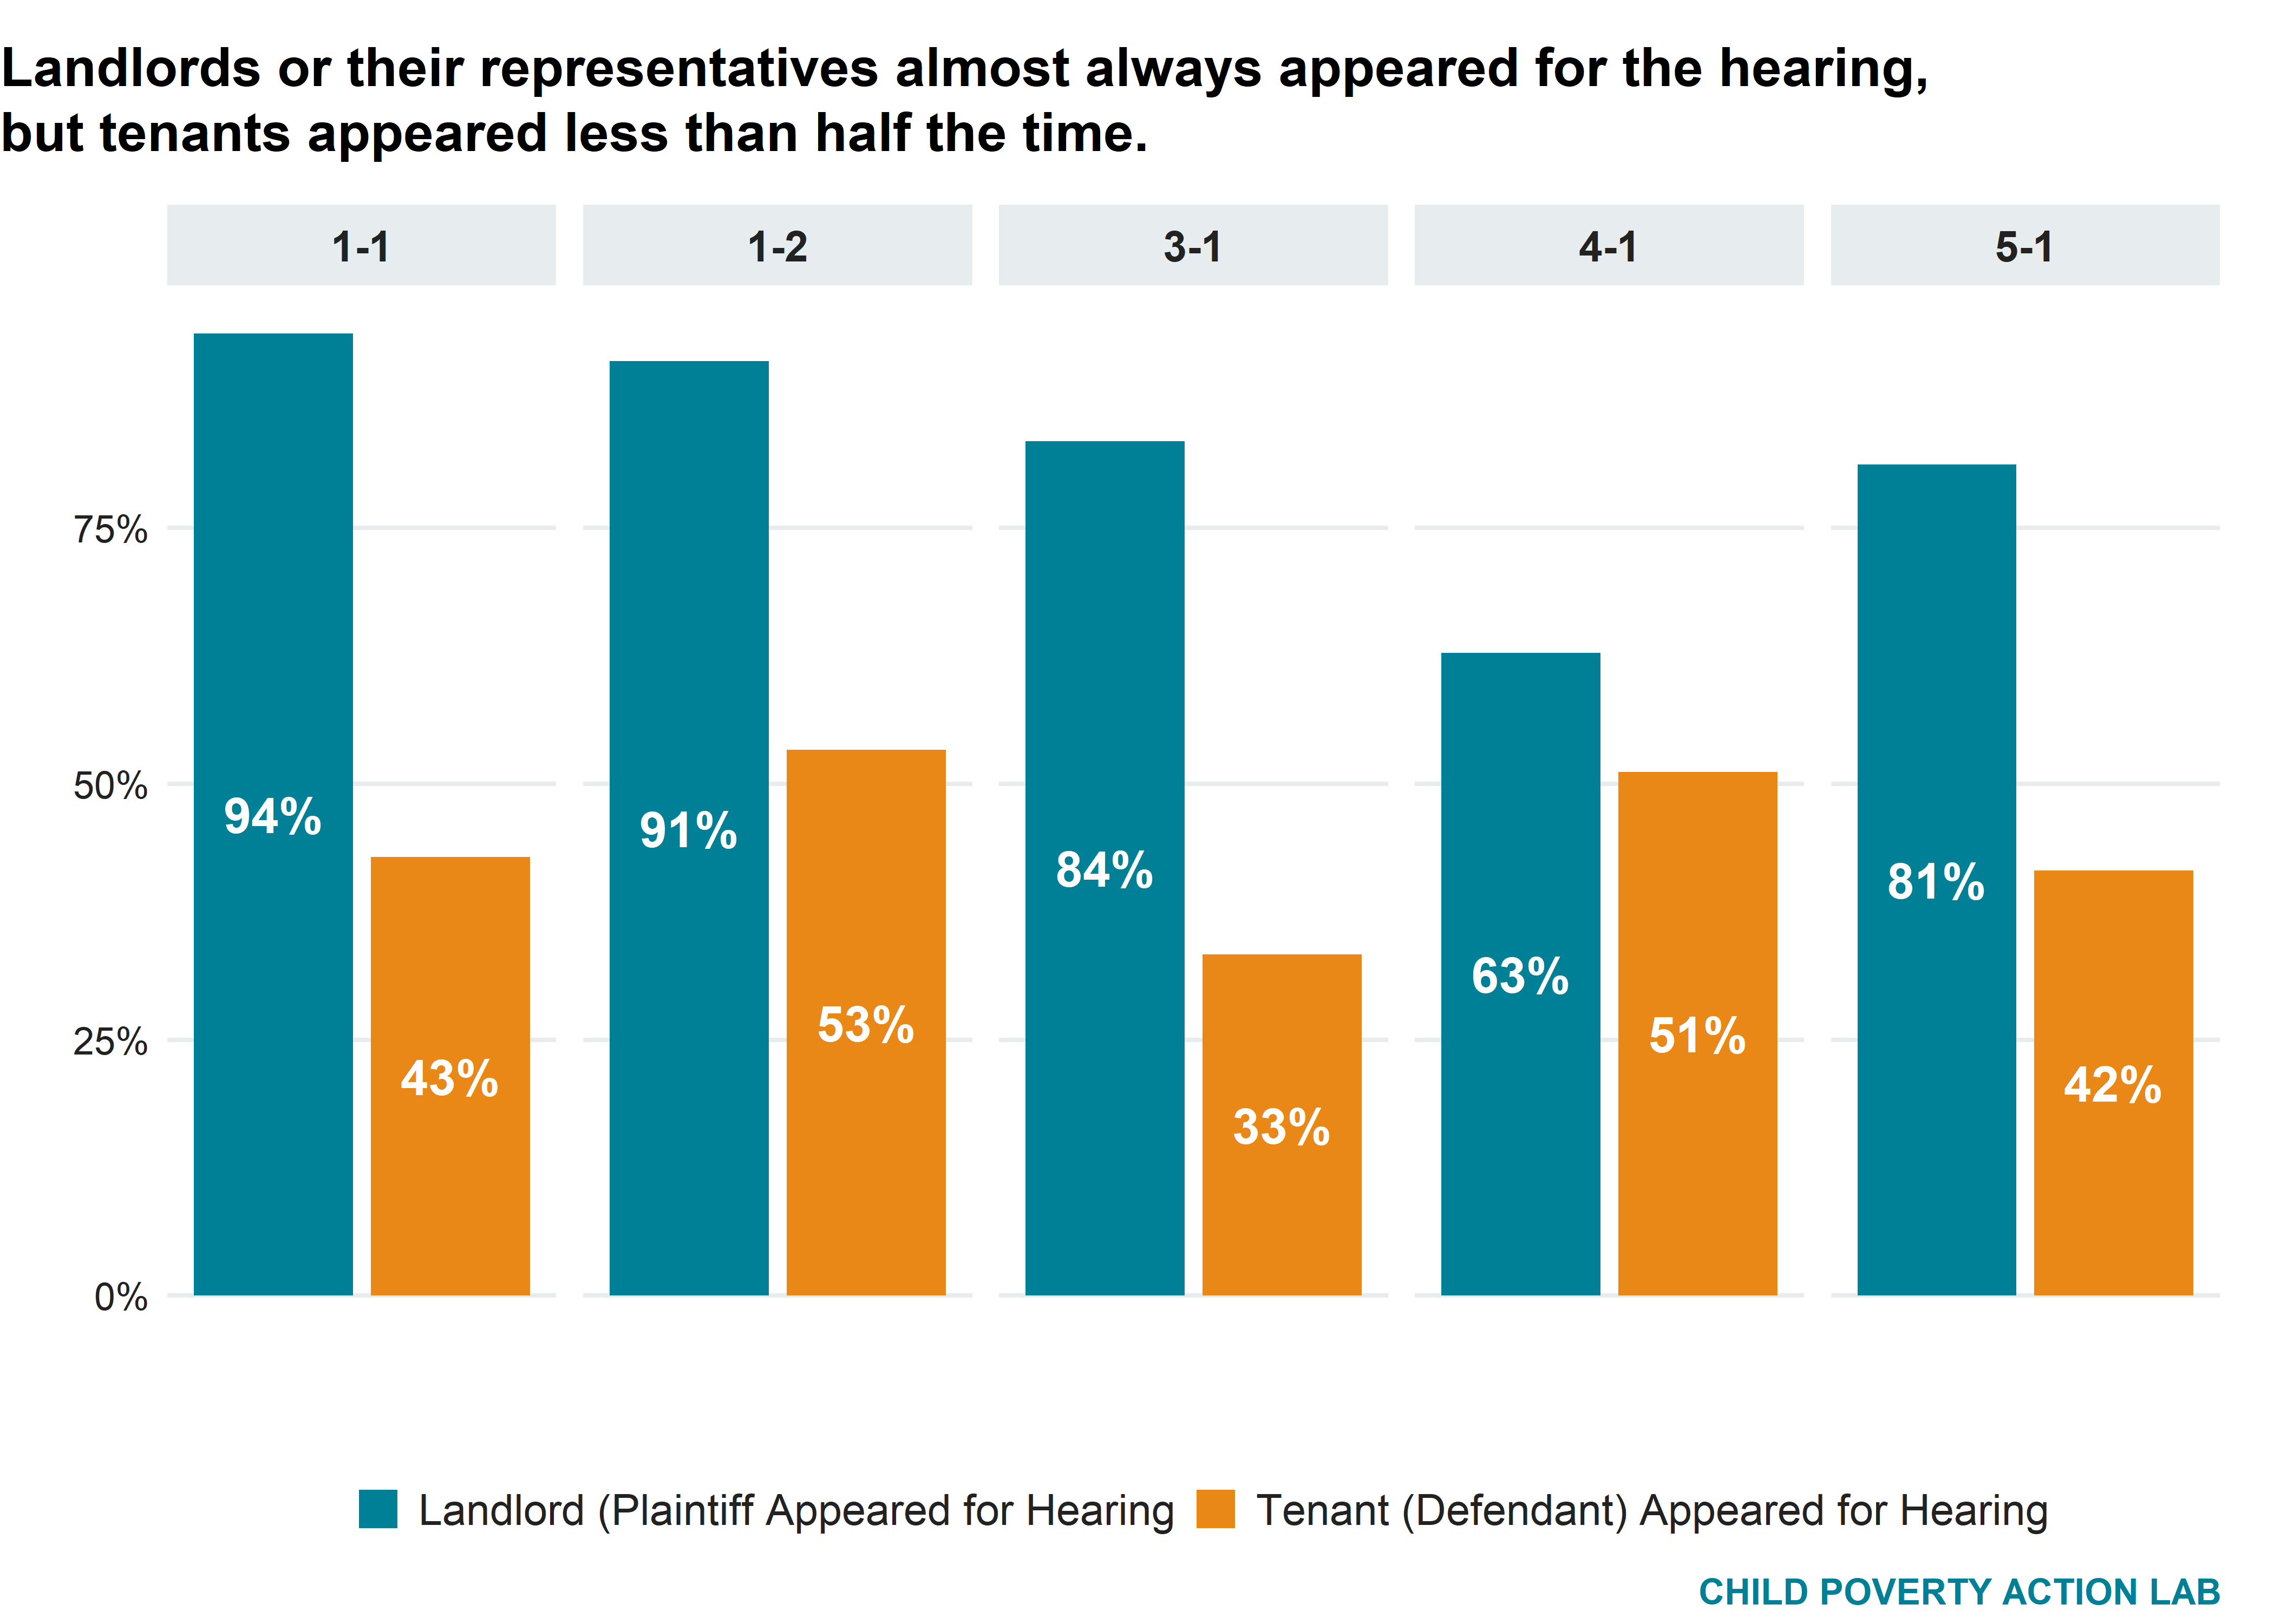 Landlords or their representatives almost always appeared for the hearing,
but tenants appeared less than half the time.
1-1 1-2 3-1 4-1 5-1
75%
50%
25%
0%
94% 43% 91% 53% 84% 33% 63% 51% 81% 42%
Landlord (Plaintiff Appeared for Hearing Tenant (Defendant) Appeared for Hearing
CHILD POVERTY ACTION LAB